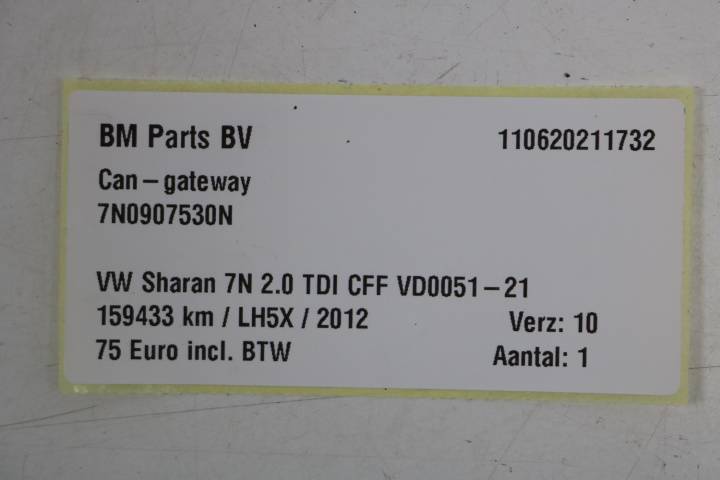 BM Parts BV 110620211732
Can-gateway
7N0907530N
VW Sharan 7N 2.0 TDI CFF VD0051-21
159433 km / LH5X / 2012 Verz: 10
75 Euro incl. BTW Aantal: 1